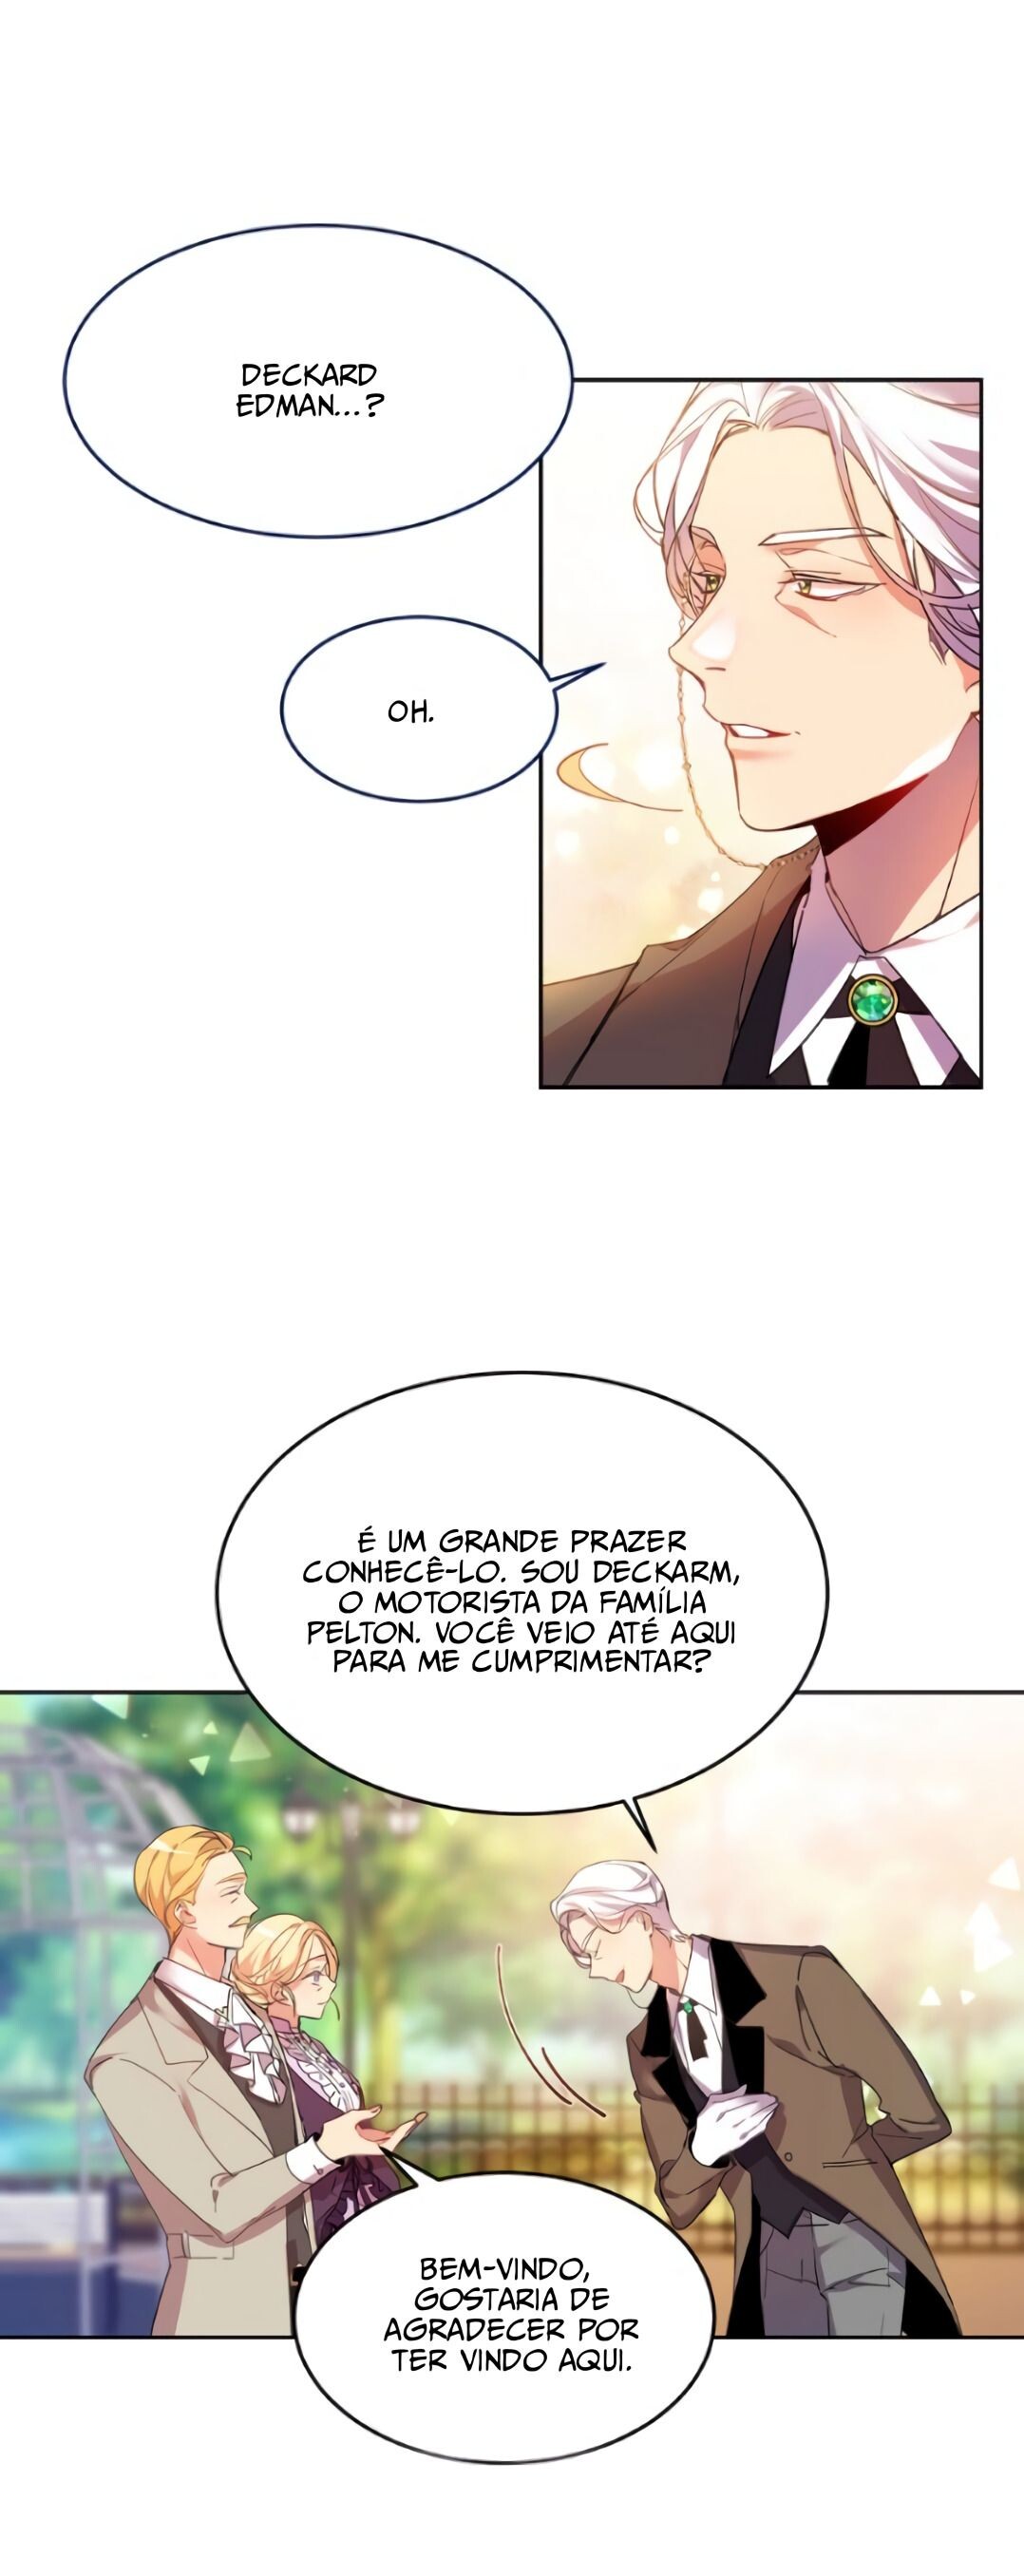 DECKARD
EDMAN...?
OH.
É UM GRANDE PRAZER
CONHECÊ-LO. SOU DECKARM,
O MOTORISTA DA FAMÍLIA
PELTON. VOCÊ VEIO ATÉ AQUI
PARA ME CUMPRIMENTAR?
BEM-VINDO,
GOSTARIA DE
AGRADECER POR
TER VINDO AQUI.